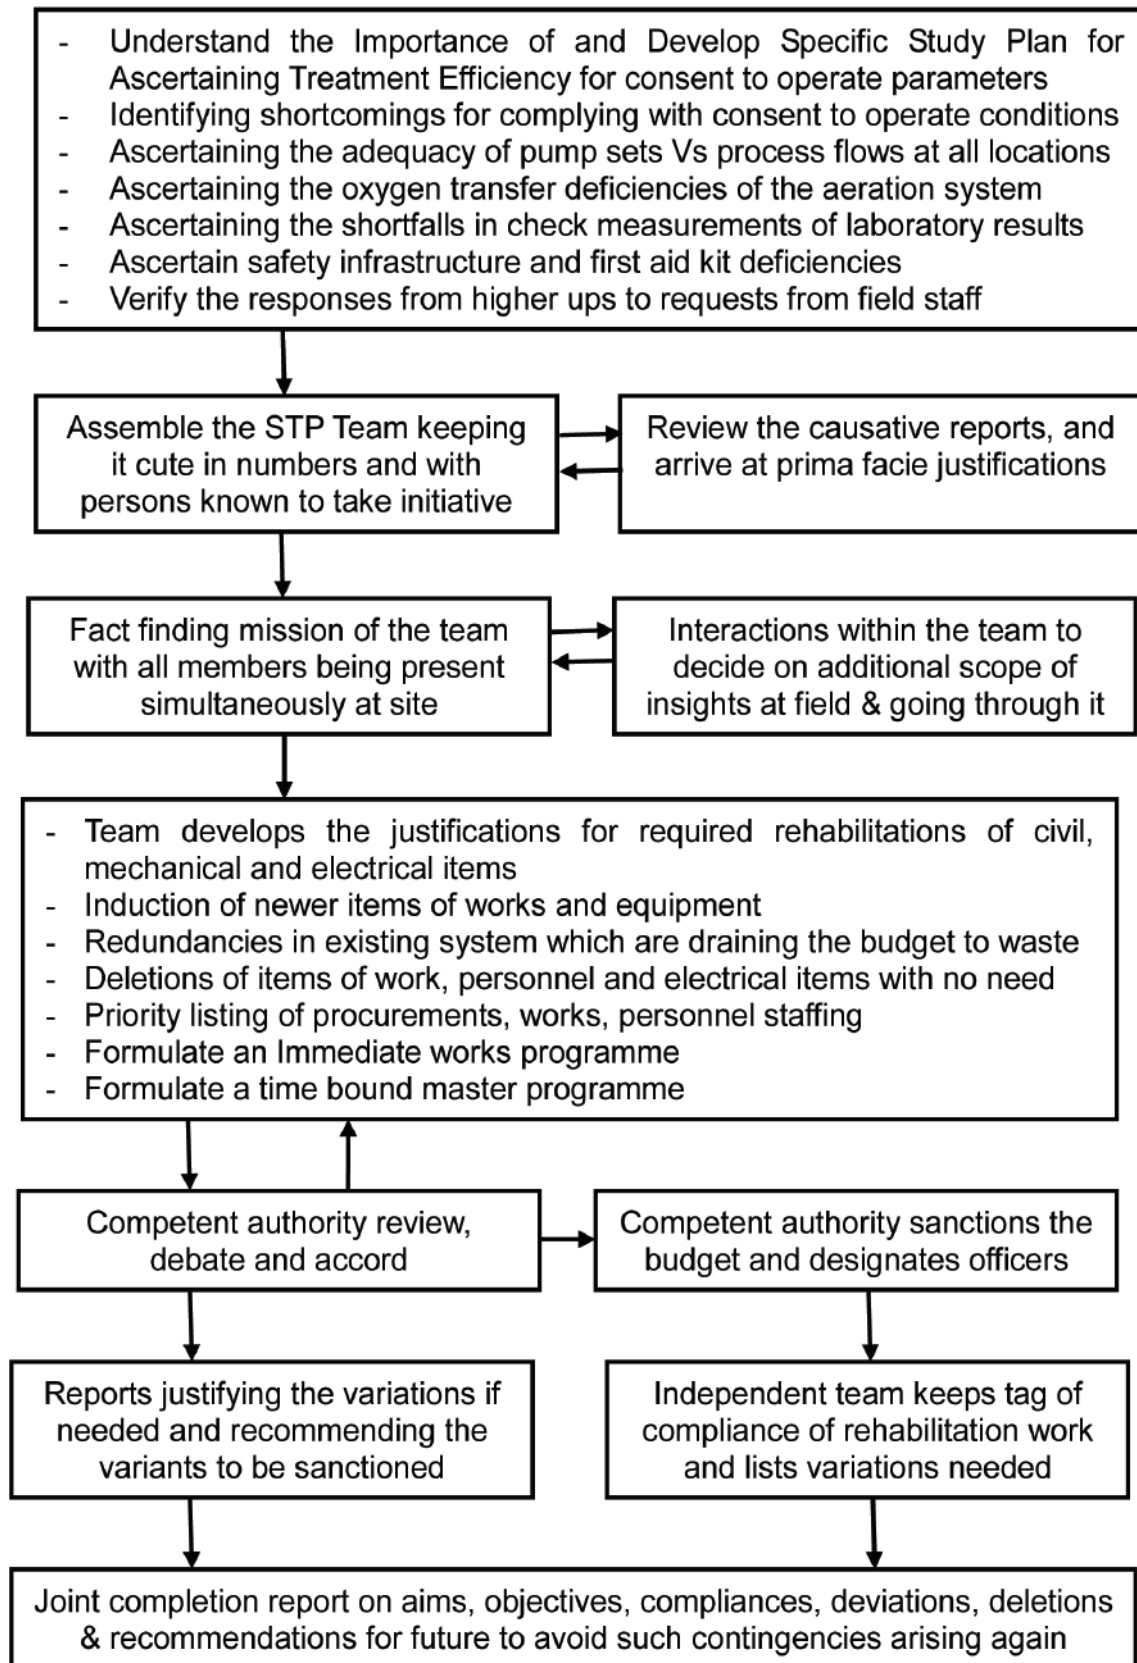 - Understand the Importance of and Develop Specific Study Plan for
Ascertaining Treatment Efficiency for consent to operate parameters
- Identifying shortcomings for complying with consent to operate conditions
- Ascertaining the adequacy of pump sets Vs process flows at all locations
- Ascertaining the oxygen transfer deficiencies of the aeration system
- Ascertaining the shortfalls in check measurements of laboratory results
- Ascertain safety infrastructure and first aid kit deficiencies
- Verify the responses from higher ups to requests from field staff
Assemble the STP Team keeping
it cute in numbers and with
persons known to take initiative
Review the causative reports, and
arrive at prima facie justifications
Fact finding mission of the team
with all members being present
simultaneously at site
Interactions within the team to
decide on additional scope of
insights at field & going through it
- Team develops the justifications for required rehabilitations of civil,
mechanical and electrical items
- Induction of newer items of works and equipment
- Redundancies in existing system which are draining the budget to waste
- Deletions of items of work, personnel and electrical items with no need
- Priority listing of procurements, works, personnel staffing
- Formulate an Immediate works programme
- Formulate a time bound master programme
Competent authority review,
debate and accord
Competent authority sanctions the
budget and designates officers
Reports justifying the variations if
needed and recommending the
variants to be sanctioned
Independent team keeps tag of
compliance of rehabilitation work
and lists variations needed
Joint completion report on aims, objectives, compliances, deviations, deletions
& recommendations for future to avoid such contingencies arising again